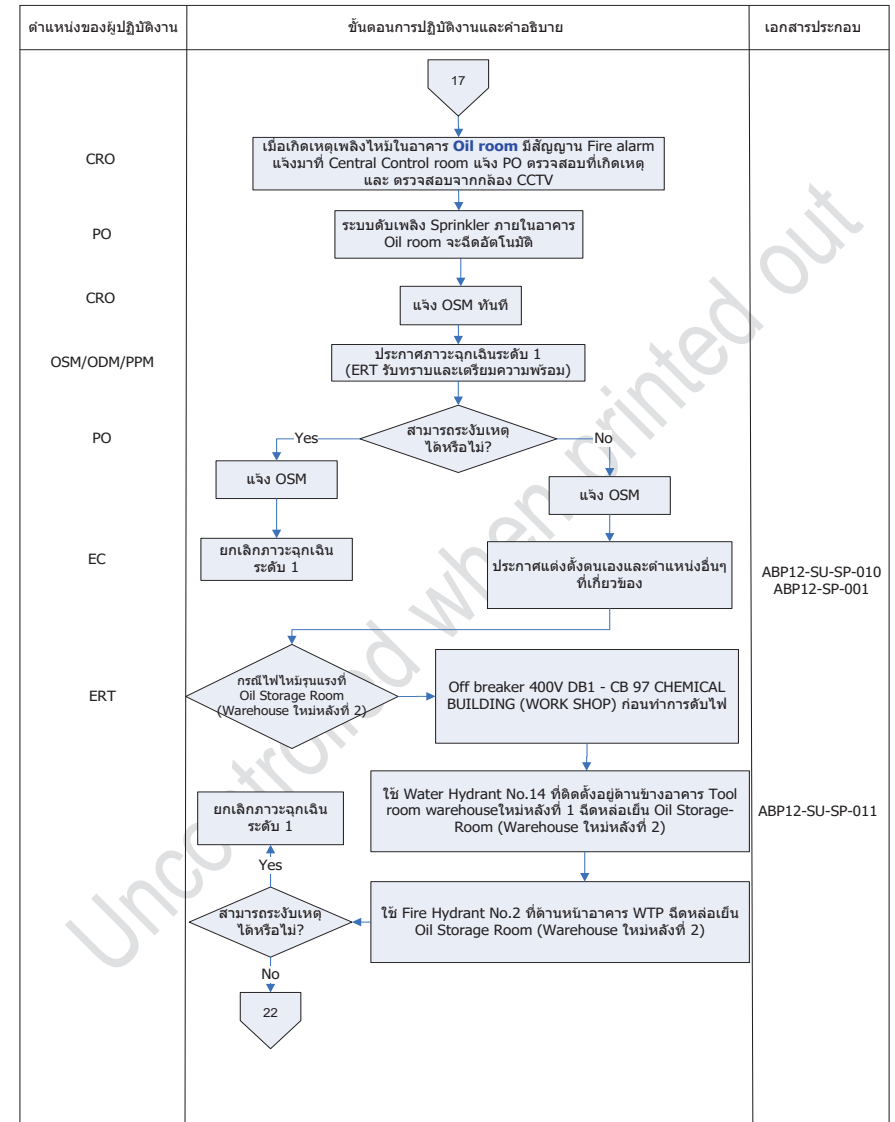 ตำแหน่งของผู้ปฏิบัติงาน
ขั้นตอนการปฏิบัติงานและคำอธิบาย
เอกสารประกอบ
17
CRO
เมื่อเกิดเหตุเพลิงไหม้ในอาคาร Oil room มีสัญญาน Fire alarm
แจ้งมาที่ Central Control room แจ้ง PO ตรวจสอบที่เกิดเหตุ
และ ตรวจสอบจากกล้อง CCTV
PO
ระบบดับเพลิง Sprinkler ภายในอาคาร
Oil room จะฉีดอัตโนมัติ
CRO
แจ้ง OSM ทันที
OSM/ODM/PPM
ประกาศภาวะฉุกเฉินระดับ 1
(ERT รับทราบและเตรียมความพร้อม)
PO
สามารถระงับเหตุ
ได้หรือไม่?
Yes
No
แจ้ง OSM
แจ้ง OSM
EC
ยกเลิกภาวะฉุกเฉิน
ระดับ 1
ประกาศแต่งตั้งตนเองและตำแหน่งอื่นๆ
ที่เกี่ยวข้อง
ABP12-SU-SP-010
ABP12-SP-001
ERT
กรณีไฟไหม้รุนแรงที่
Oil Storage Room
(Warehouse ใหม่หลังที่ 2)
Off breaker 400V DB1 - CB 97 CHEMICAL
BUILDING (WORK SHOP) ก่อนทำการดับไฟ
ใช้ Water Hydrant No.14 ที่ติดตั้งอยู่ด้านข้างอาคาร Tool
room warehouseใหม่หลังที่ 1 ฉีดหล่อเย็น Oil Storage-
Room (Warehouse ใหม่หลังที่ 2)
ABP12-SU-SP-011
ยกเลิกภาวะฉุกเฉิน
ระดับ 1
Yes
สามารถระงับเหตุ
ได้หรือไม่?
ใช้ Fire Hydrant No.2 ที่ด้านหน้าอาคาร WTP ฉีดหล่อเย็น
Oil Storage Room (Warehouse ใหม่หลังที่ 2)
No
22
Uncontrolled when printed out